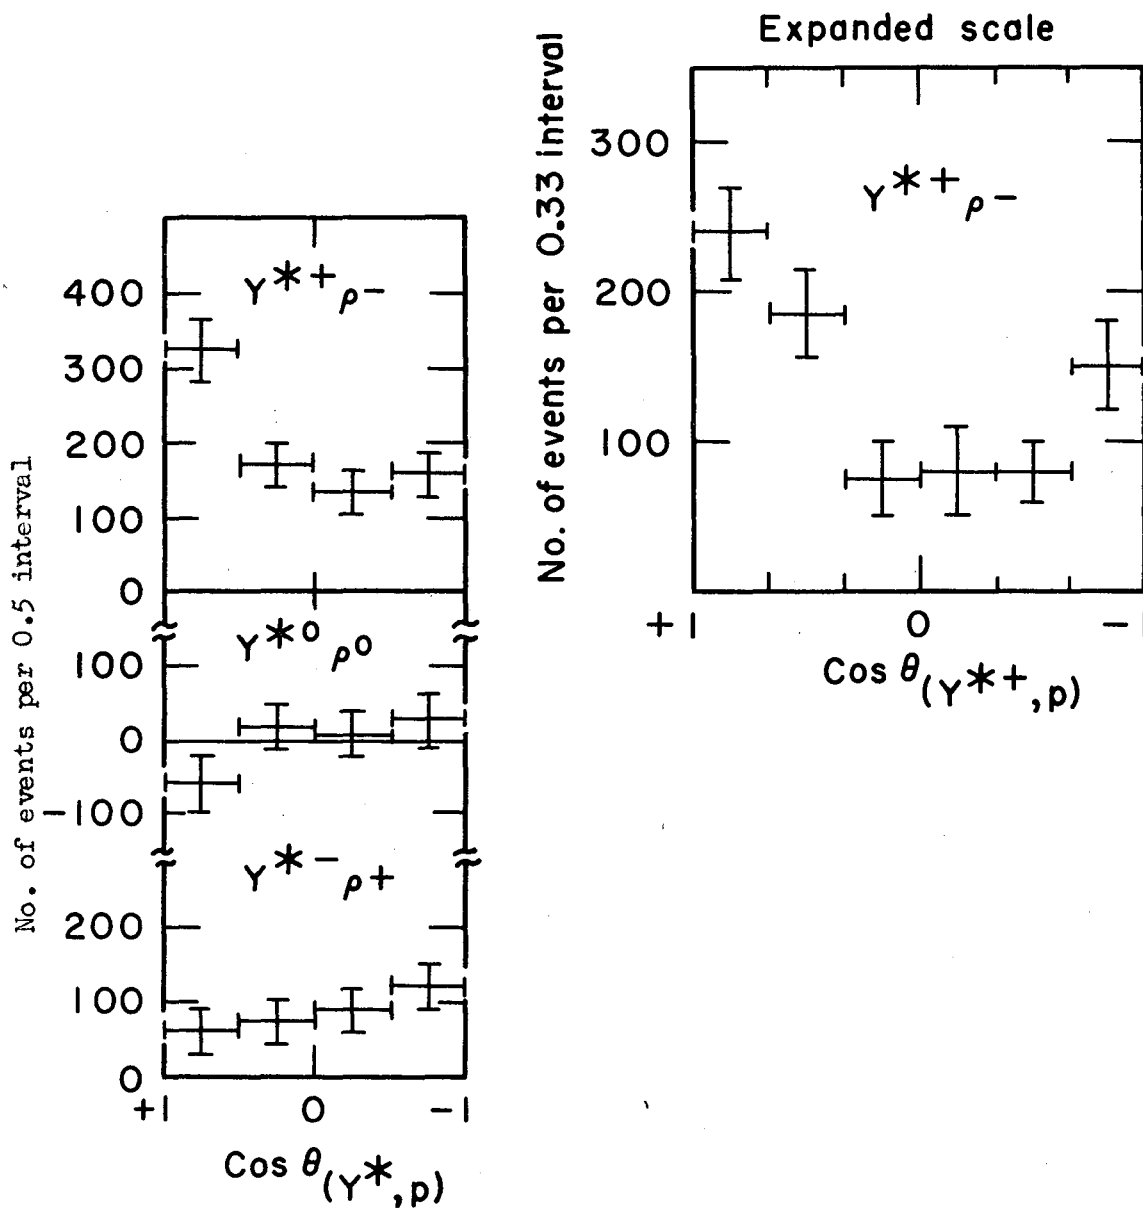 No. of events per 0.5 interval
400
300
200
100
0
Y*+ρ−
100
0
−100
Y*0ρ0
200
100
0
Y*−ρ+
+1 0 −1
Cos θ(Y*,p)
Expanded scale
No. of events per 0.33 interval
300
200
100
Y*+ρ−
+1 0 −
Cos θ(Y*+,p)